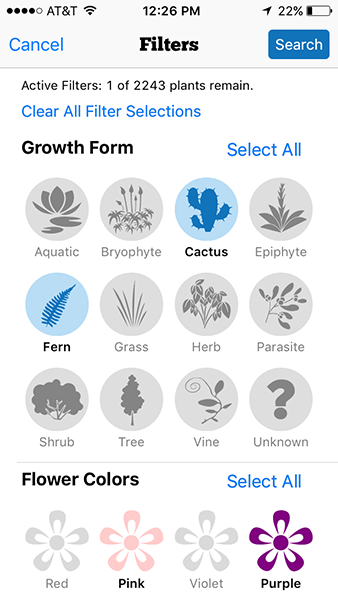 AT&T 12:26 PM 22%
Cancel Filters Search
Active Filters: 1 of 2243 plants remain.
Clear All Filter Selections
Growth Form Select All
Aquatic Bryophyte Cactus Epiphyte
Fern Grass Herb Parasite
?
Shrub Tree Vine Unknown
Flower Colors Select All
Red Pink Violet Purple